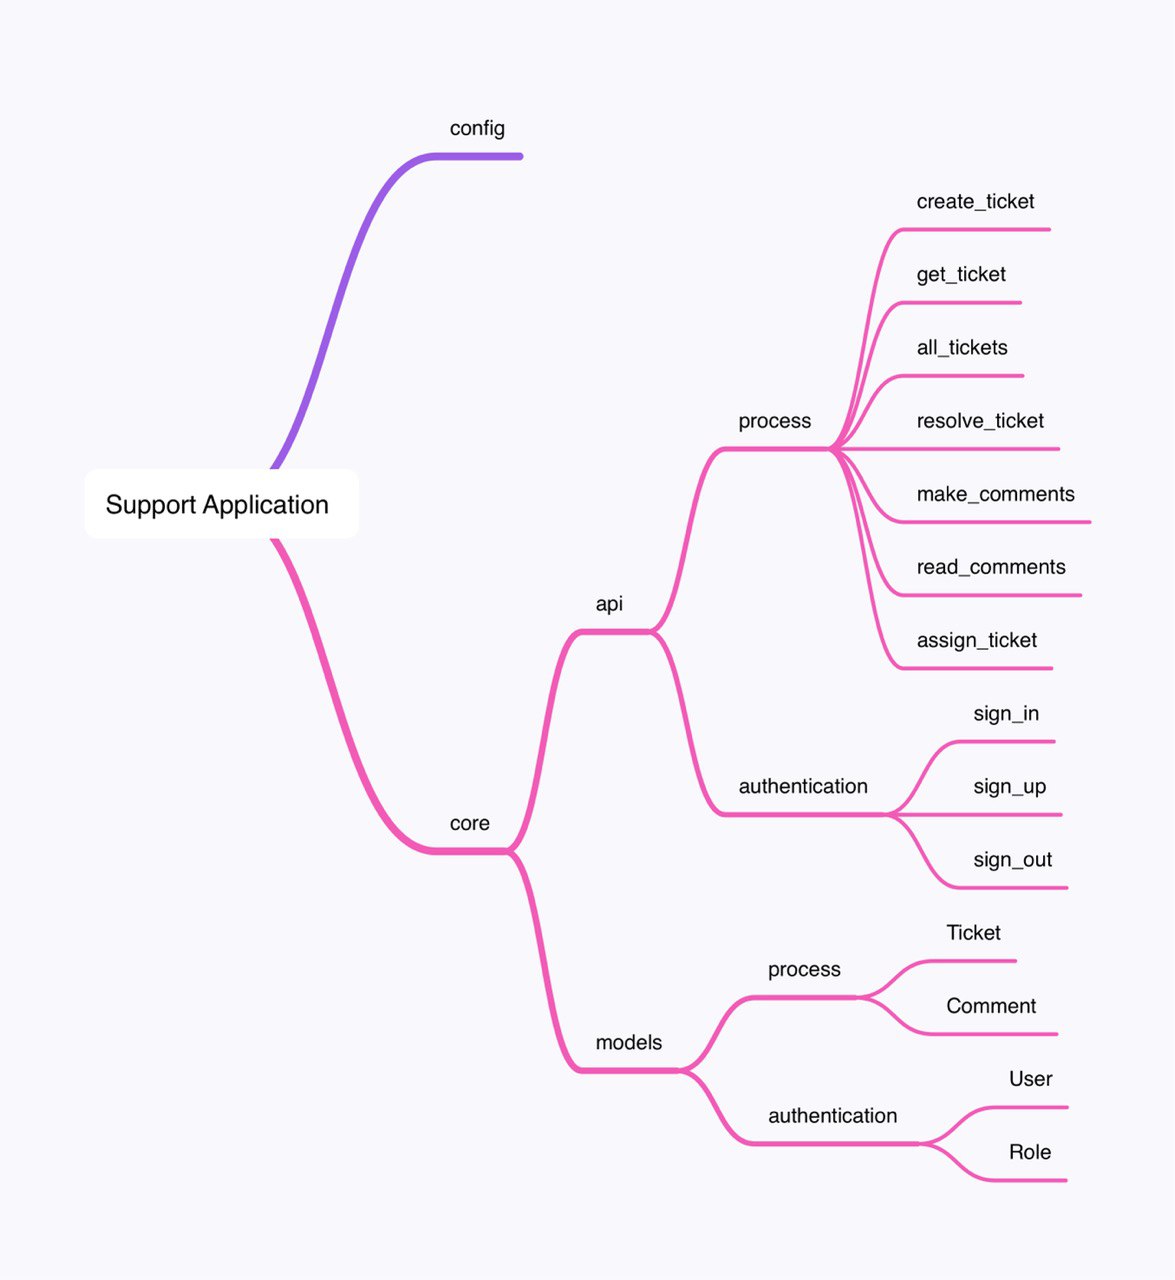 config
create_ticket
get_ticket
all_tickets
process
resolve_ticket
make_comments
Support Application
read_comments
api
assign_ticket
sign_in
authentication
sign_up
core
sign_out
Ticket
process
Comment
models
User
authentication
Role